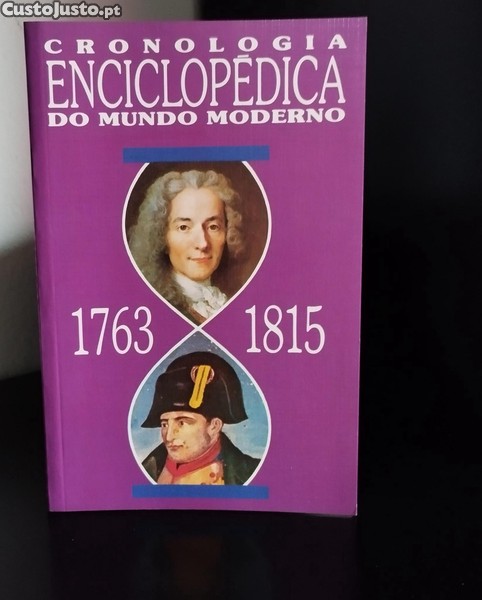 CustoJusto.pt
CRONOLOGIA
ENCICLOPÉDICA
DO MUNDO MODERNO
1763 1815